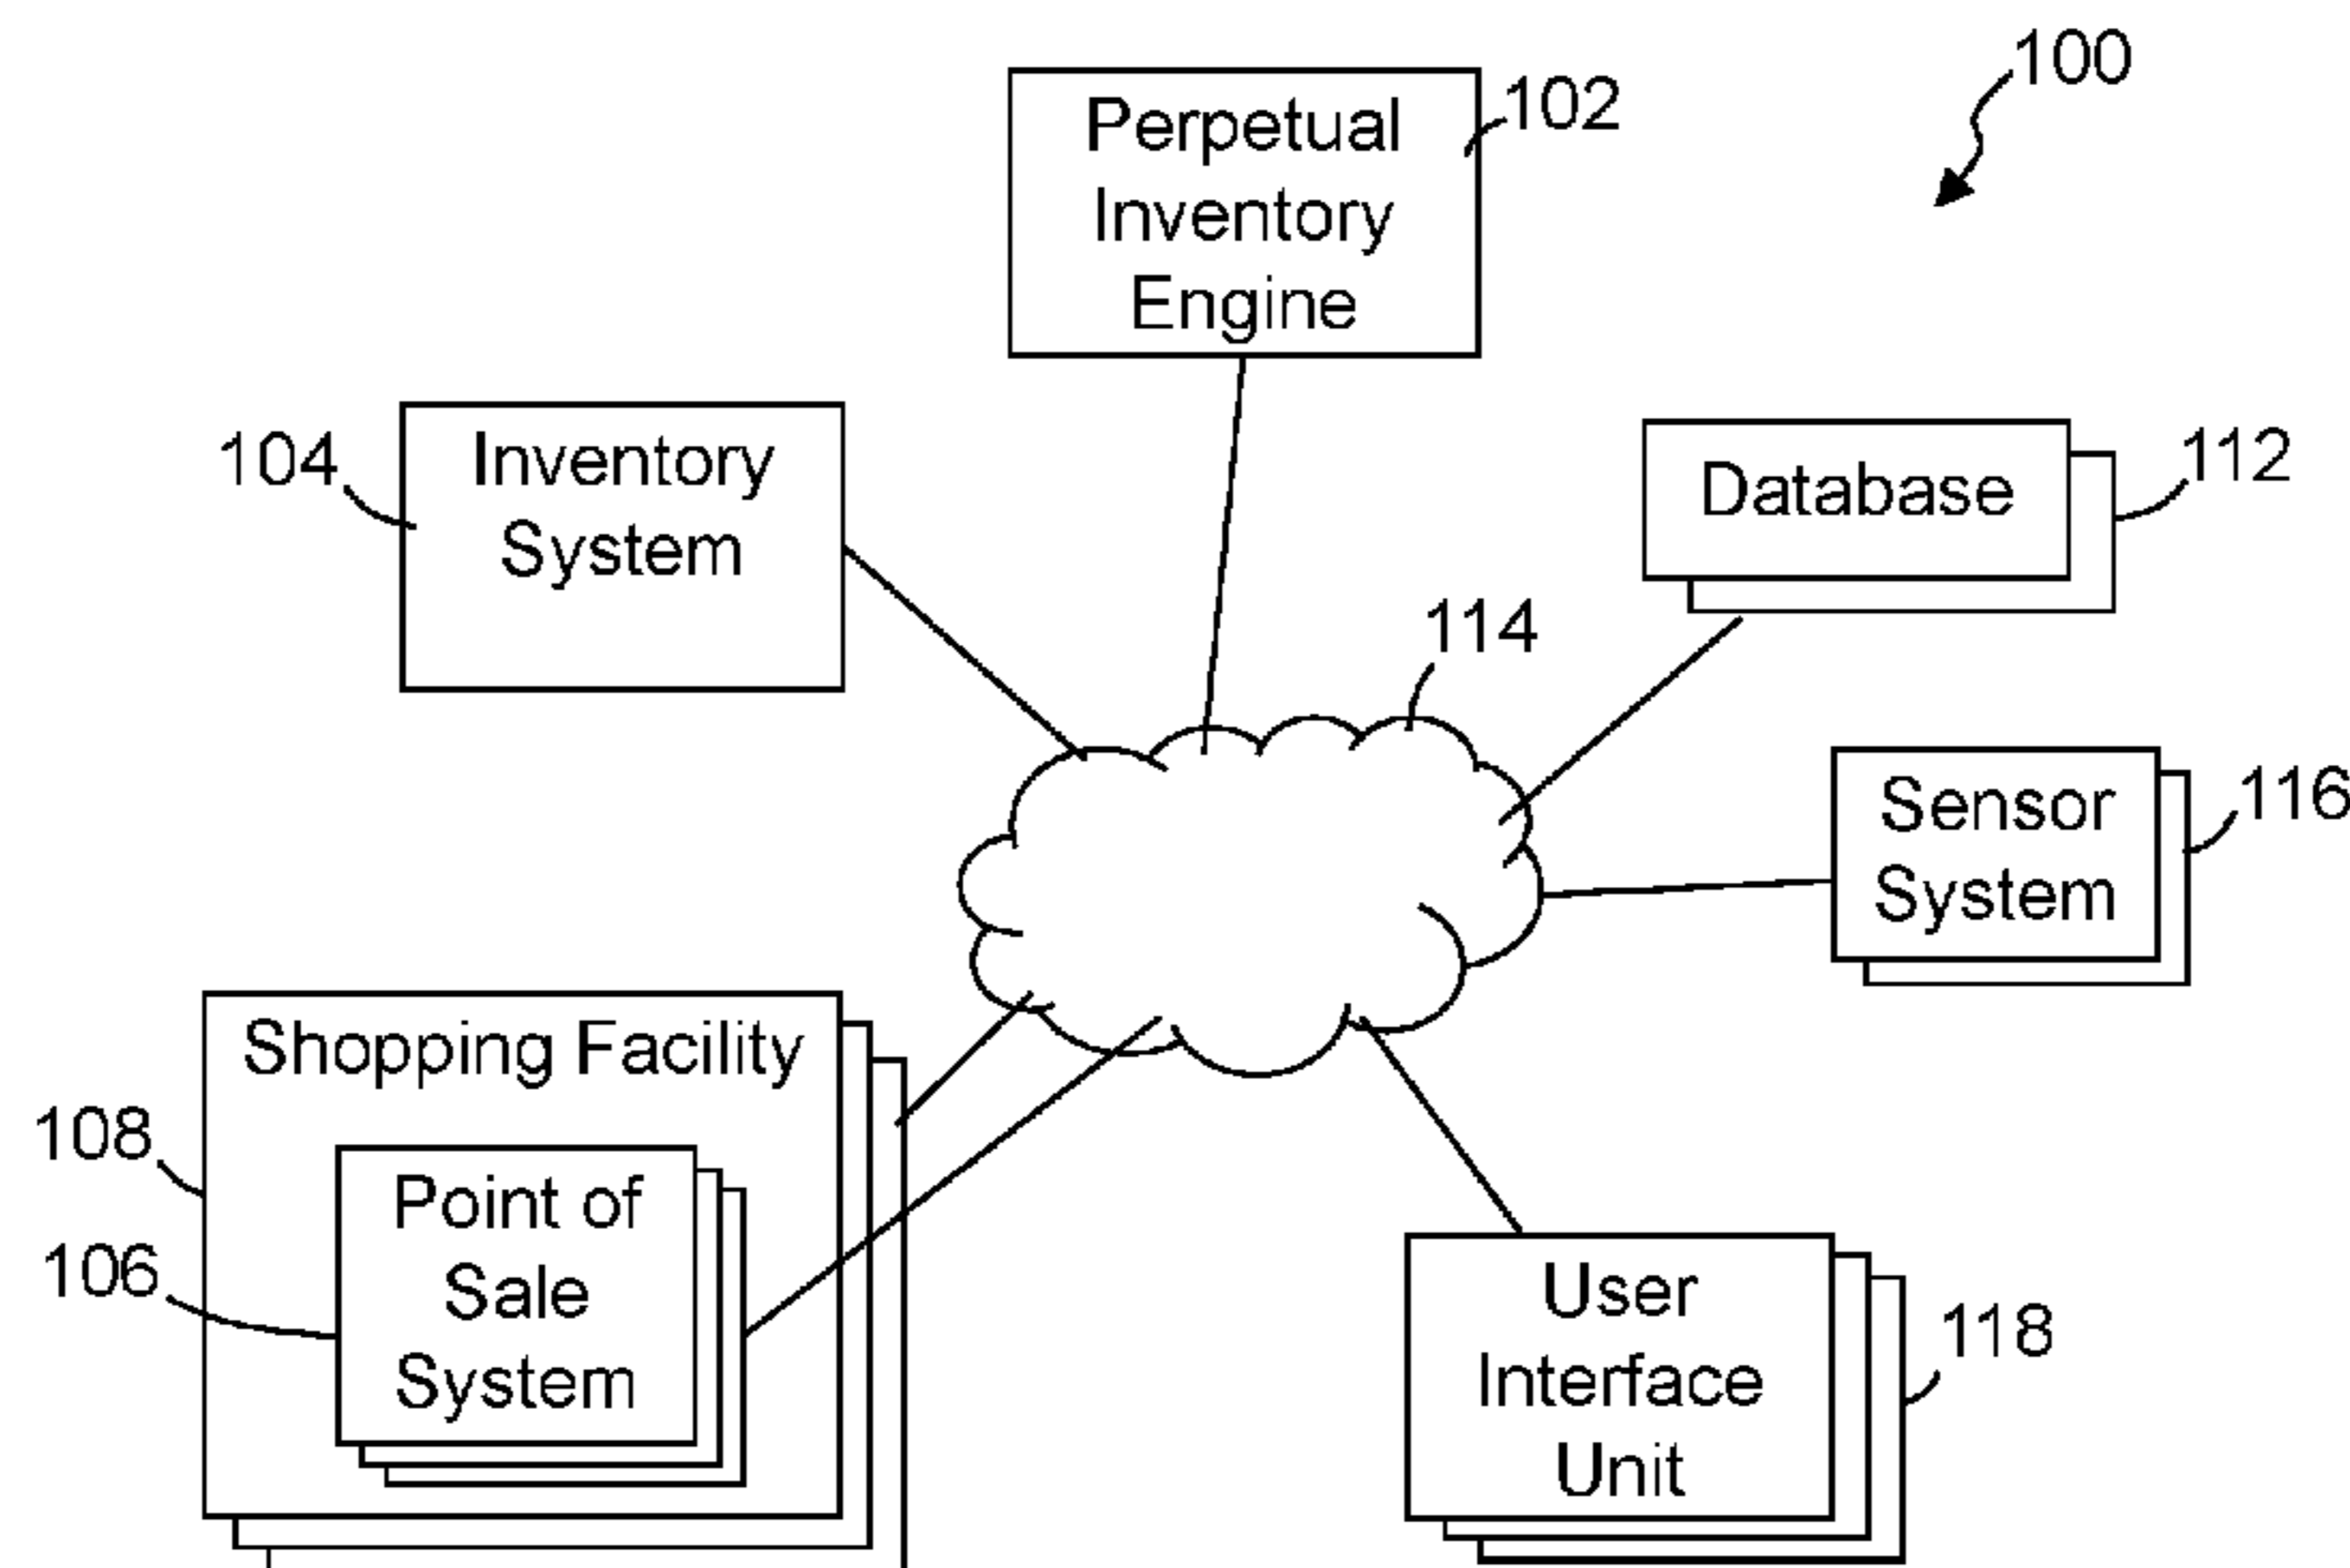 100
Perpetual
Inventory
Engine
102
104
Inventory
System
Database
112
114
Sensor
System
116
Shopping Facility
108
Point of
Sale
System
106
User
Interface
Unit
118